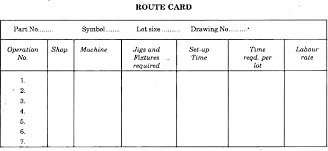 ROUTE CARD
Part No........ Symbol....... Lot size.......... Drawing No.........
Operation No. Shop Machine Jigs and Fixtures required Set-up Time Time reqd. per lot Labour rate
1.
2.
3.
4.
5.
6.
7.